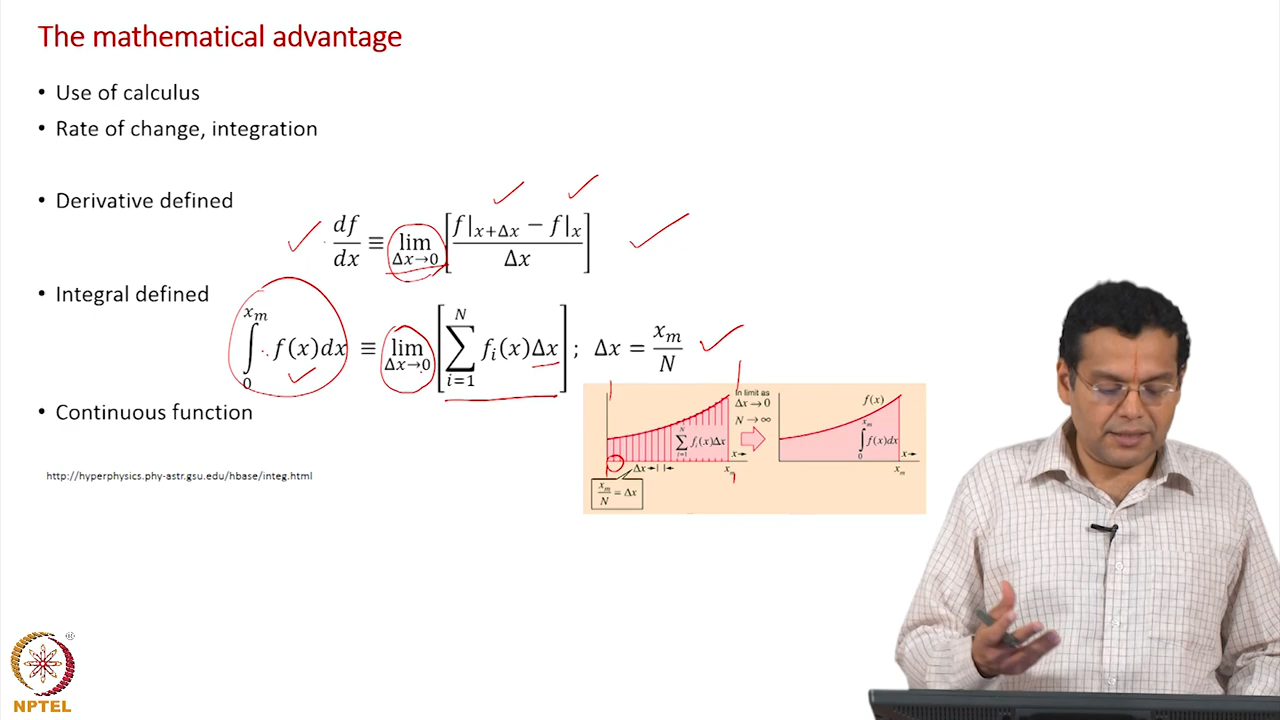 The mathematical advantage
• Use of calculus
• Rate of change, integration
• Derivative defined
df/dx ≡ lim Δx→0 [f|x+Δx − f|x / Δx]
• Integral defined
∫₀^xₘ f(x)dx ≡ lim Δx→0 [∑ᵢ₌₁^N fᵢ(x)Δx] ; Δx = xₘ/N
• Continuous function
In limit as
Δx → 0
N → ∞
∑ᵢ₌₁^N fᵢ(x)Δx
x→
Δx→| |←
xₘ
xₘ/N = Δx
f(x)
∫₀^xₘ f(x)dx
x→
xₘ
http://hyperphysics.phy-astr.gsu.edu/hbase/integ.html
®
NPTEL